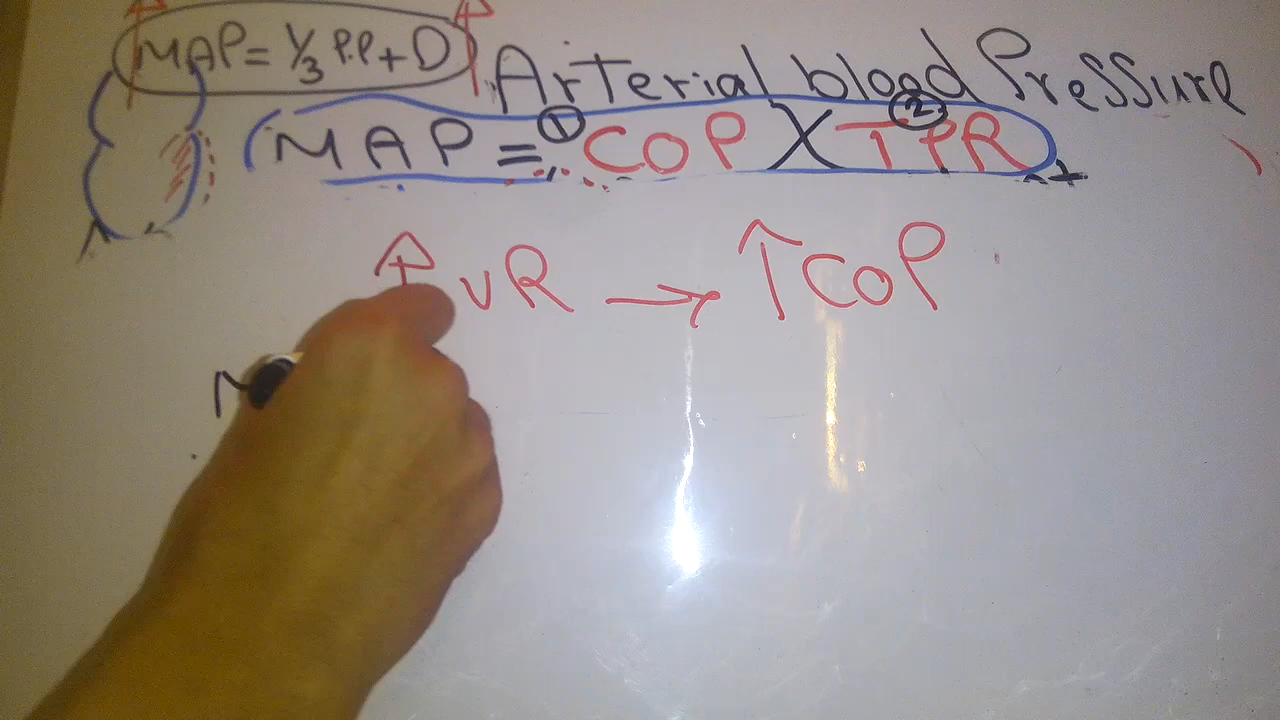 MAP = 1/3 P.P + D
Arterial blood Pressure
MAP = ① COP X ② TPR
↑ VR → ↑ COP